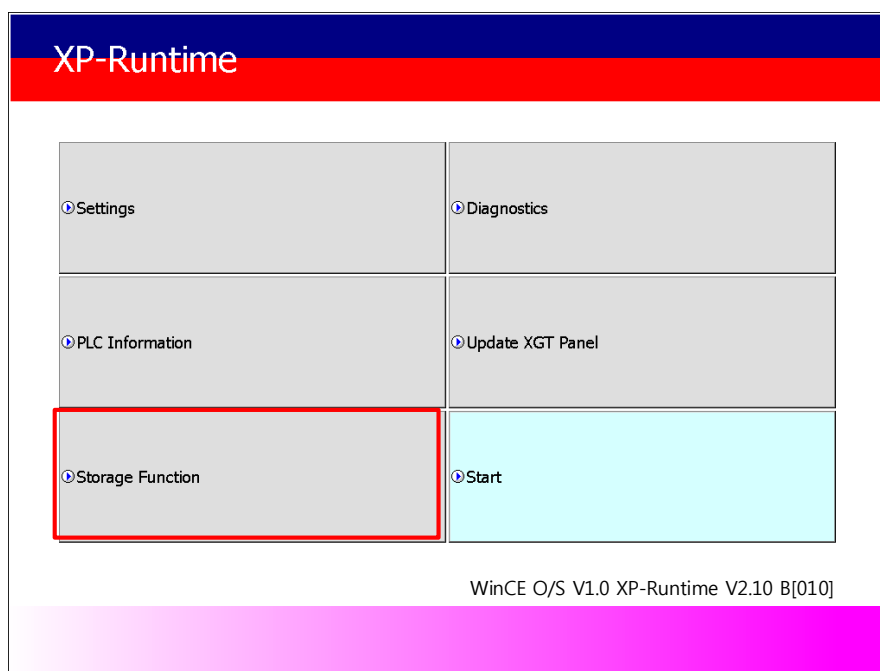 XP-Runtime
Settings
Diagnostics
PLC Information
Update XGT Panel
Storage Function
Start
WinCE O/S V1.0 XP-Runtime V2.10 B[010]